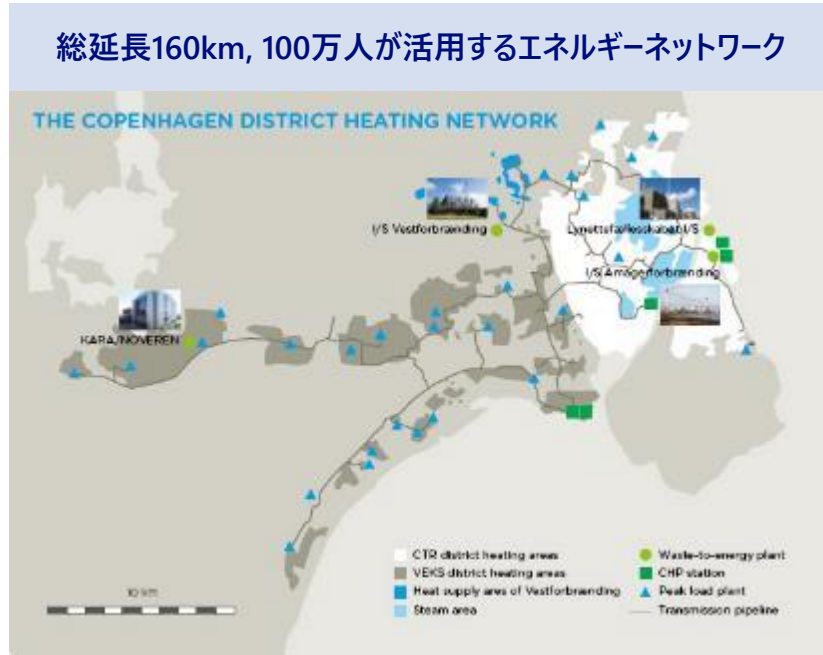 総延長160km, 100万人が活用するエネルギーネットワーク
THE COPENHAGEN DISTRICT HEATING NETWORK
I/S Vestforbrænding
Lynettefællesskabet I/S
I/S Amagerforbrænding
KARA/NOVEREN
CTR district heating areas
VEKS district heating areas
Heat supply area of Vestforbrænding
Steam area
Waste-to-energy plant
CHP station
Peak load plant
Transmission pipeline
10 km